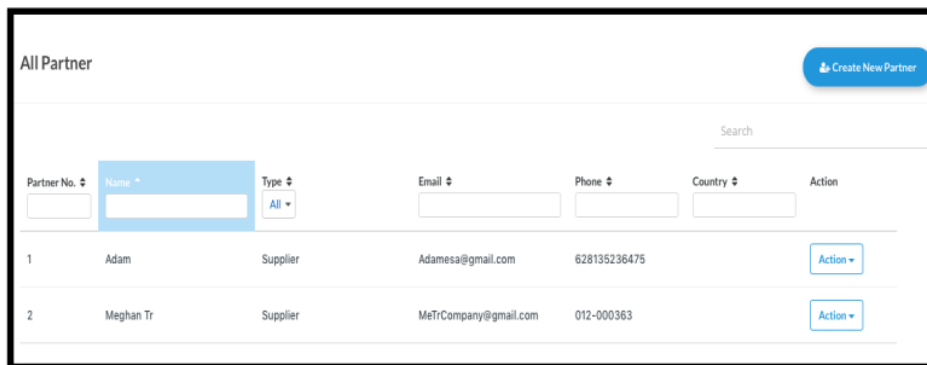 All Partner
Create New Partner
Search
Partner No. Name Type Email Phone Country Action
All
1 Adam Supplier Adamesa@gmail.com 628135236475 Action
2 Meghan Tr Supplier MeTrCompany@gmail.com 012-000363 Action